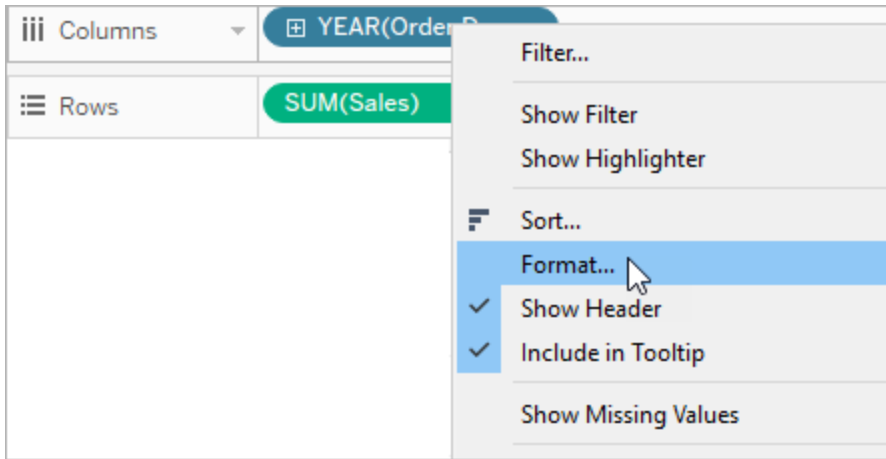 Columns
YEAR(Order D
Filter...
Rows
SUM(Sales)
Show Filter
Show Highlighter
Sort...
Format...
Show Header
Include in Tooltip
Show Missing Values